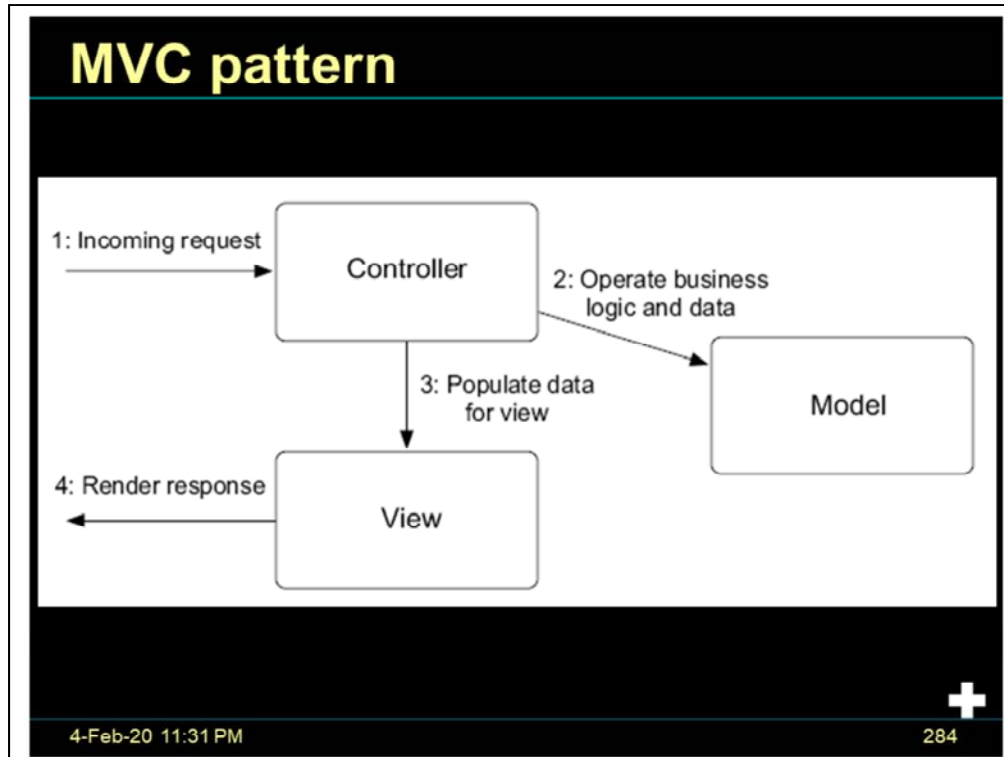 MVC pattern
1: Incoming request
Controller
2: Operate business
logic and data
3: Populate data
for view
Model
4: Render response
View
4-Feb-20 11:31 PM
284